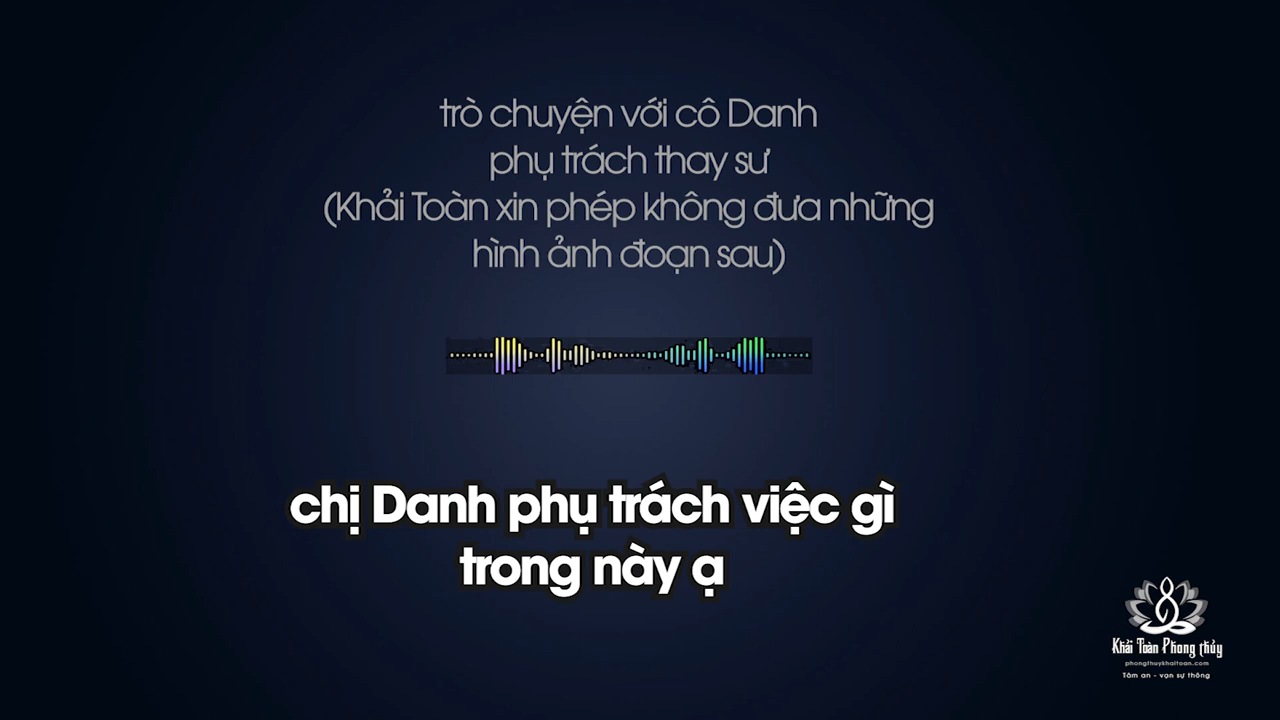 trò chuyện với cô Danh
phụ trách thay sư
(Khải Toàn xin phép không đưa những
hình ảnh đoạn sau)
chị Danh phụ trách việc gì
trong này ạ
Khải Toàn Phong thủy
phongthuykhaitoan.com
Tâm an - vạn sự thông